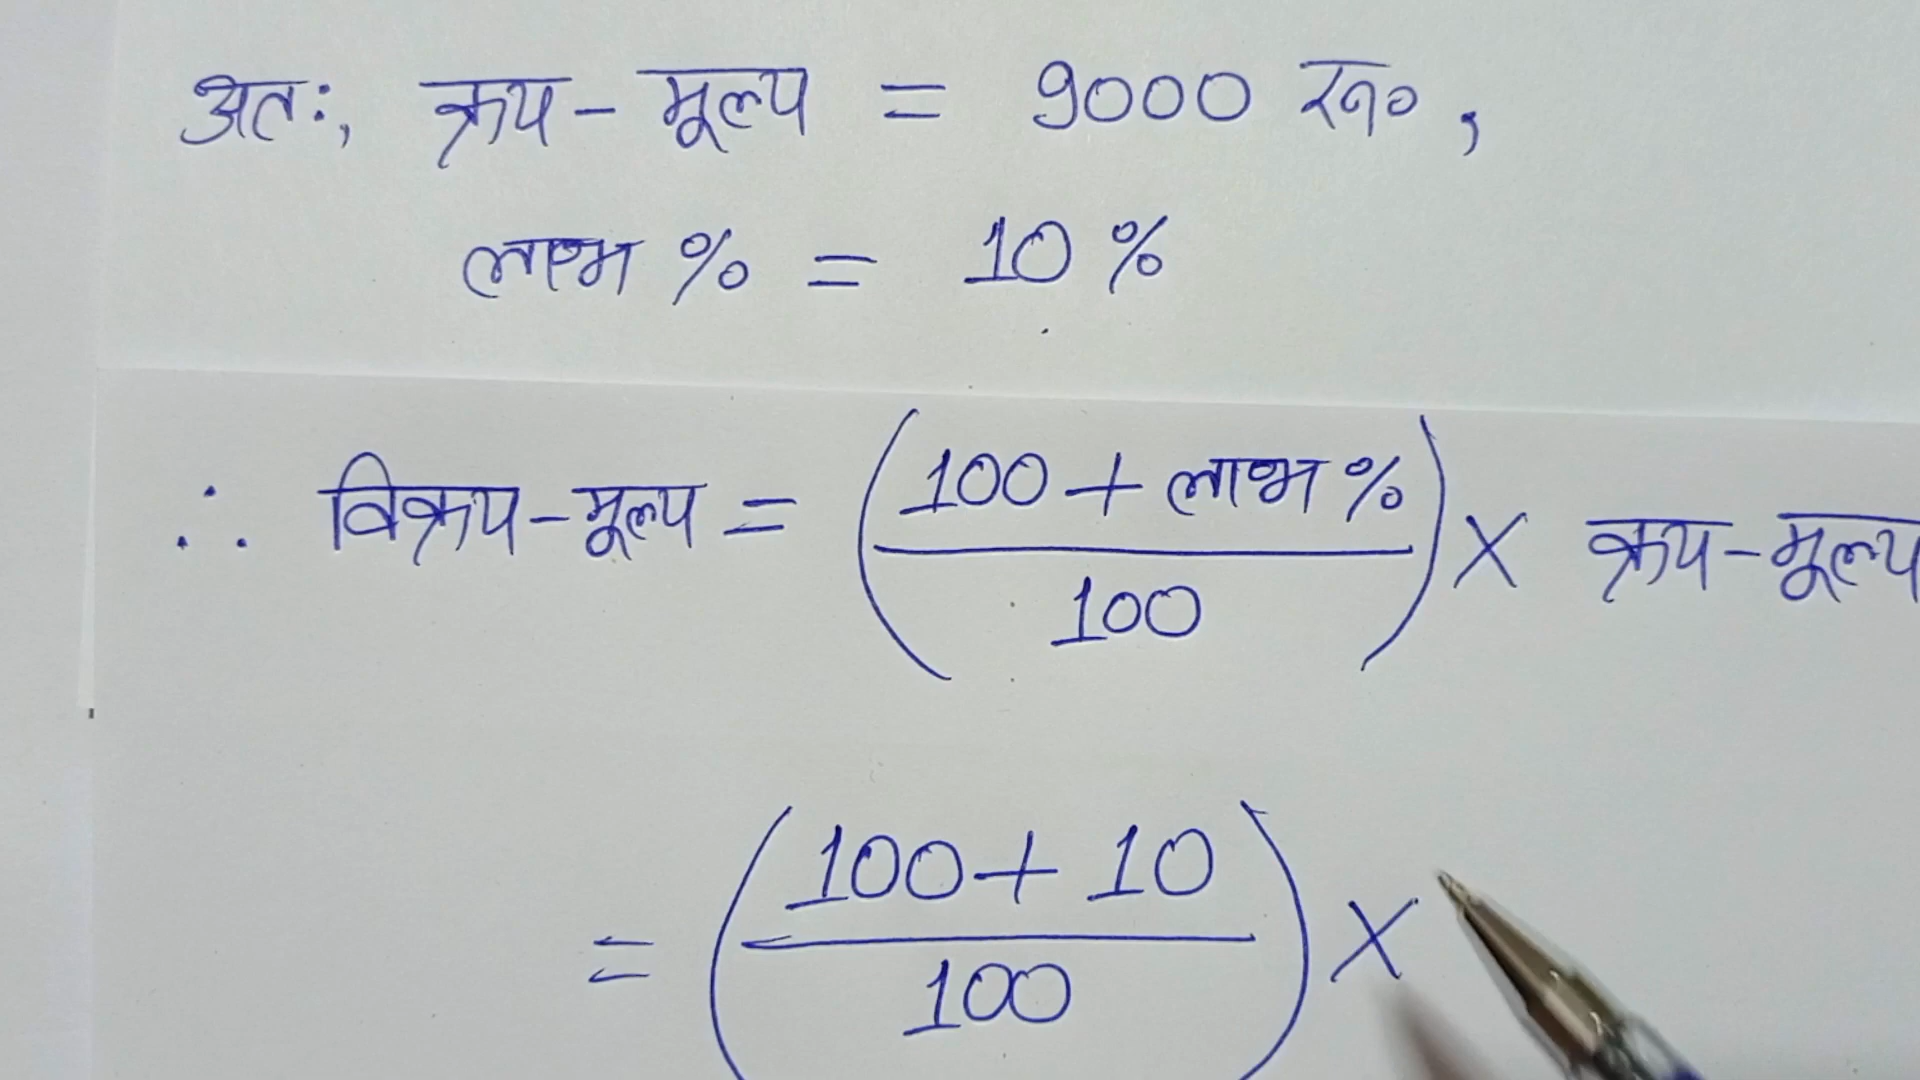 अतः, क्रय-मूल्य = 9000 रू०,
लाभ % = 10 %
∴ विक्रय-मूल्य = (100 + लाभ % / 100) × क्रय-मूल्य
= (100 + 10 / 100) ×